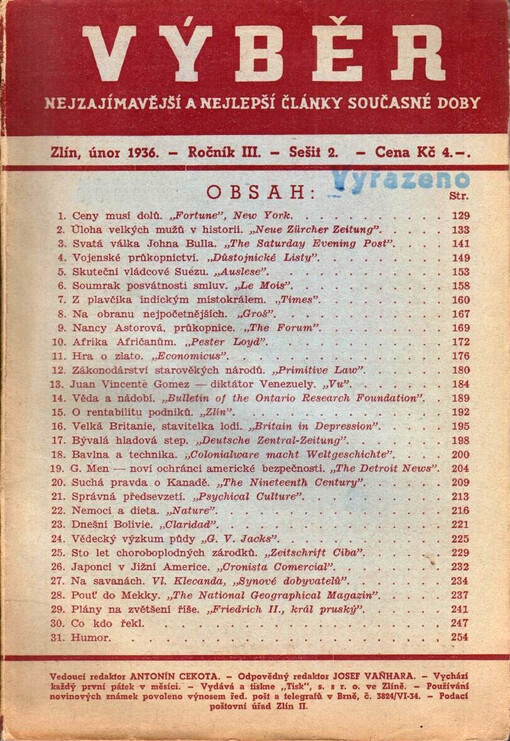 VÝBĚR
NEJZAJÍMAVĚJŠÍ A NEJLEPŠÍ ČLÁNKY SOUČASNÉ DOBY
Zlín, únor 1936. – Ročník III. – Sešit 2. – Cena Kč 4.–.
Vyřazeno
OBSAH:
Str.
1. Ceny musí dolů. „Fortune", New York. 129
2. Úloha velkých mužů v historii. „Neue Zürcher Zeitung". 133
3. Svatá válka Johna Bulla. „The Saturday Evening Post". 141
4. Vojenské průkopnictví. „Důstojnické Listy". 149
5. Skuteční vládcové Suezu. „Auslese". 153
6. Soumrak posvátnosti smluv. „Le Mois". 158
7. Z plavčíka indickým místokrálem. „Times". 160
8. Na obranu nejpočetnějších. „Groš". 167
9. Nancy Astorová, průkopnice. „The Forum". 169
10. Afrika Afričanům. „Pester Loyd". 172
11. Hra o zlato. „Economicus". 176
12. Zákonodárství starověkých národů. „Primitive Law". 180
13. Juan Vincente Gomez — diktátor Venezuely. „Vu". 184
14. Věda a nádobí. „Bulletin of the Ontario Research Foundation". 189
15. O rentabilitu podniků. „Zlín". 192
16. Velká Britanie, stavitelka lodí. „Britain in Depression". 195
17. Bývalá hladová step. „Deutsche Zentral-Zeitung". 198
18. Bavlna a technika. „Colonialware macht Weltgeschichte". 200
19. G. Men — noví ochránci americké bezpečnosti. „The Detroit News". 204
20. Suchá pravda o Kanadě. „The Nineteenth Century". 209
21. Správná předsevzetí. „Psychical Culture". 213
22. Nemoci a dieta. „Nature". 216
23. Dnešní Bolivie. „Claridad". 221
24. Vědecký výzkum půdy „G. V. Jacks". 225
25. Sto let choroboplodných zárodků. „Zeitschrift Ciba". 229
26. Japonci v Jižní Americe. „Cronista Comercial". 232
27. Na savanách. Vl. Klecanda, „Synové dobyvatelů". 234
28. Pouť do Mekky. „The National Geographical Magazin". 237
29. Plány na zvětšení říše. „Friedrich II., král pruský". 241
30. Co kdo řekl. 247
31. Humor. 254
Vedoucí redaktor ANTONÍN CEKOTA. – Odpovědný redaktor JOSEF VAŇHARA. – Vychází
každý první pátek v měsíci. – Vydává a tiskne „Tisk", s. s r. o. ve Zlíně. – Používání
novinových známek povoleno výnosem řed. pošt a telegrafů v Brně, č. 3824/VI-34. – Podací
poštovní úřad Zlín II.